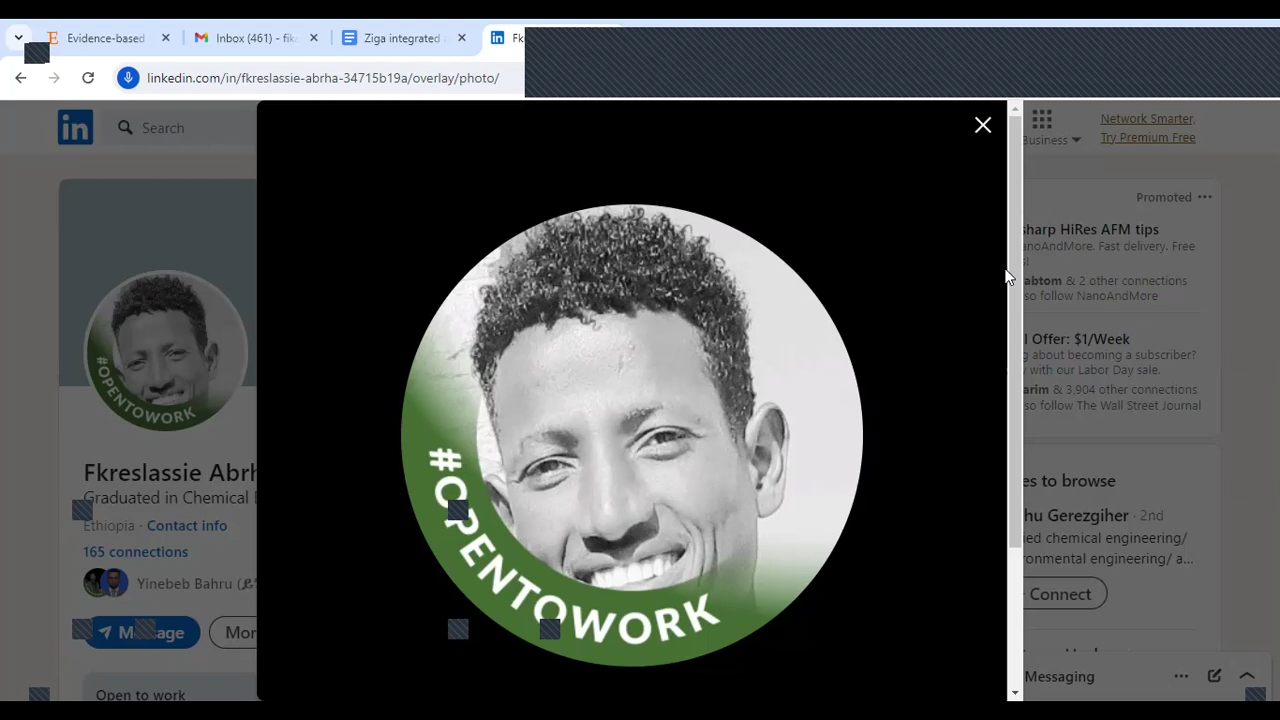 Evidence-based
Inbox (461) - fika
Ziga integrated
Fk
linkedin.com/in/fkreslassie-abrha-34715b19a/overlay/photo/
in
Search
Business
Network Smarter,
Try Premium Free
Promoted
sharp HiRes AFM tips
anoAndMore. Fast delivery. Free
s!
abtom & 2 other connections
so follow NanoAndMore
l Offer: $1/Week
g about becoming a subscriber?
with our Labor Day sale.
arim & 3,904 other connections
so follow The Wall Street Journal
#OPENTOWORK
#OPENTOWORK
Fkreslassie Abrh
Graduated in Chemical
Ethiopia · Contact info
165 connections
Yinebeb Bahru
Message
Mor
Open to work
es to browse
hu Gerezgiher · 2nd
ed chemical engineering/
ronmental engineering/ a...
Connect
Messaging